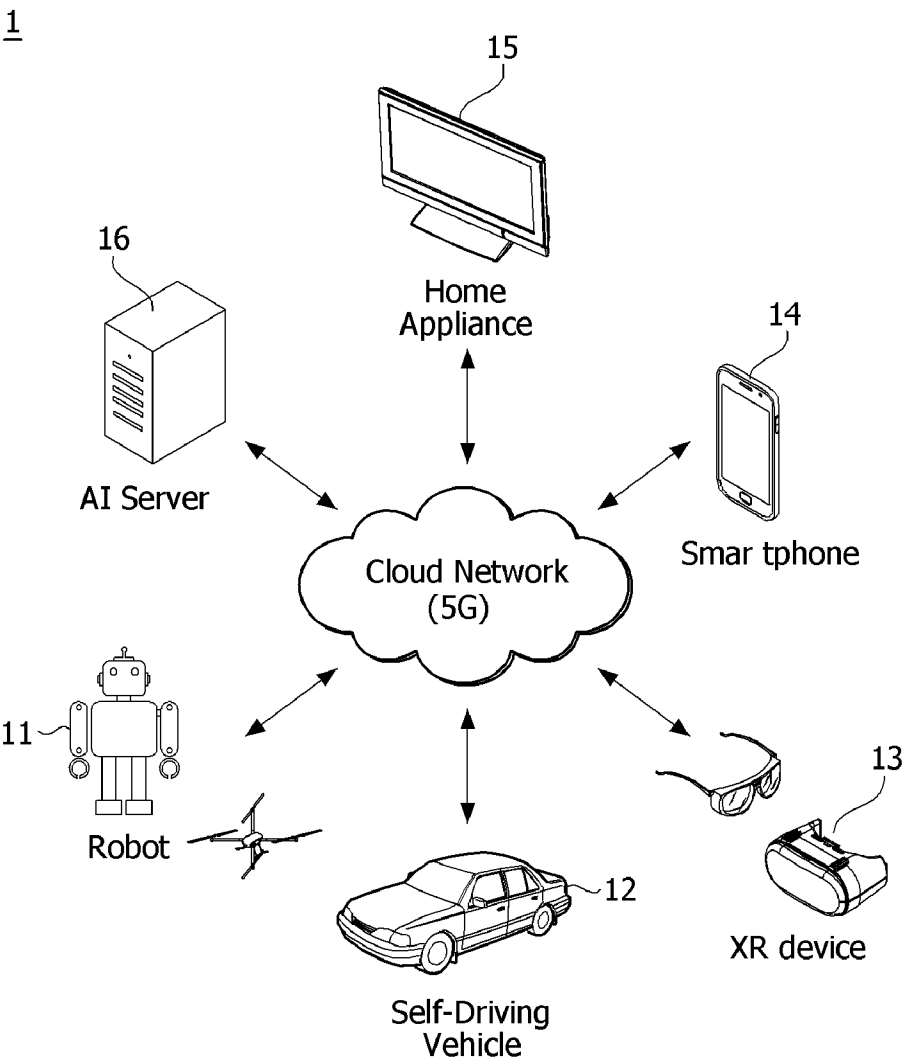 1
15
Home
Appliance
16
AI Server
14
Smar tphone
Cloud Network
(5G)
11
Robot
13
XR device
12
Self-Driving
Vehicle